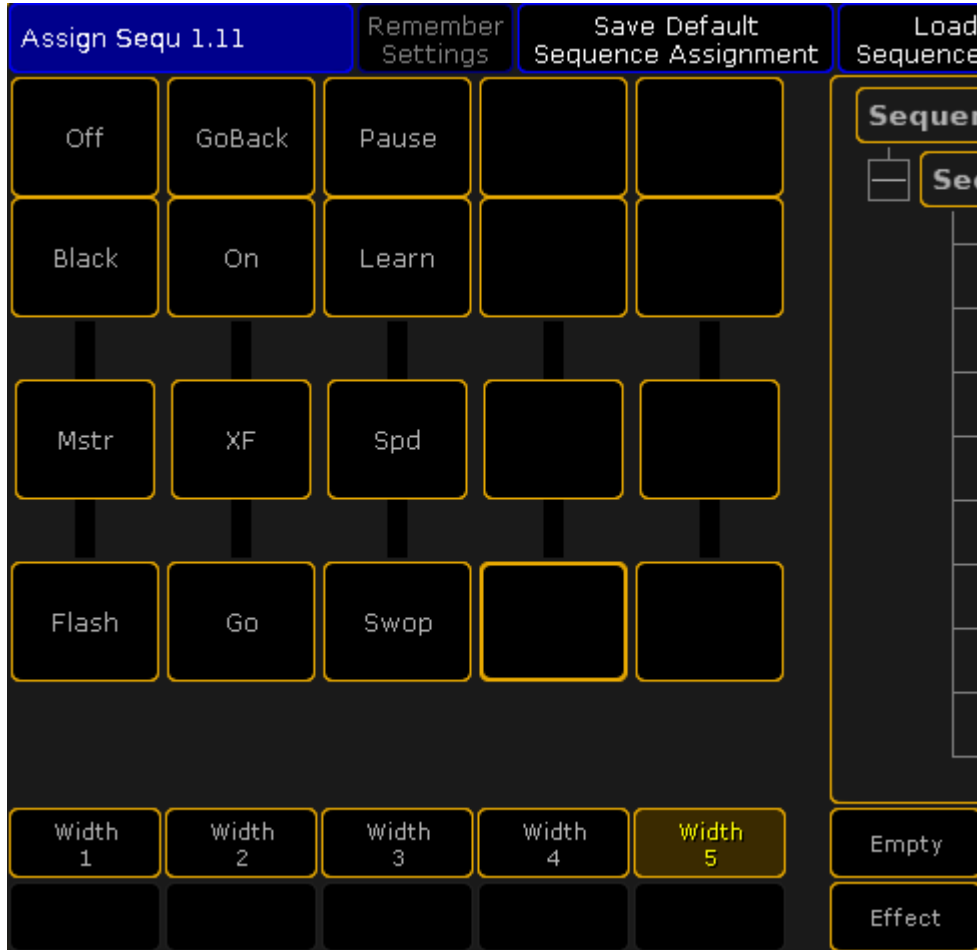 Assign Sequ 1.11
Remember
Settings
Save Default
Sequence Assignment
Load
Sequence
Off
GoBack
Pause
Black
On
Learn
Mstr
XF
Spd
Flash
Go
Swop
Width
1
Width
2
Width
3
Width
4
Width
5
Empty
Effect